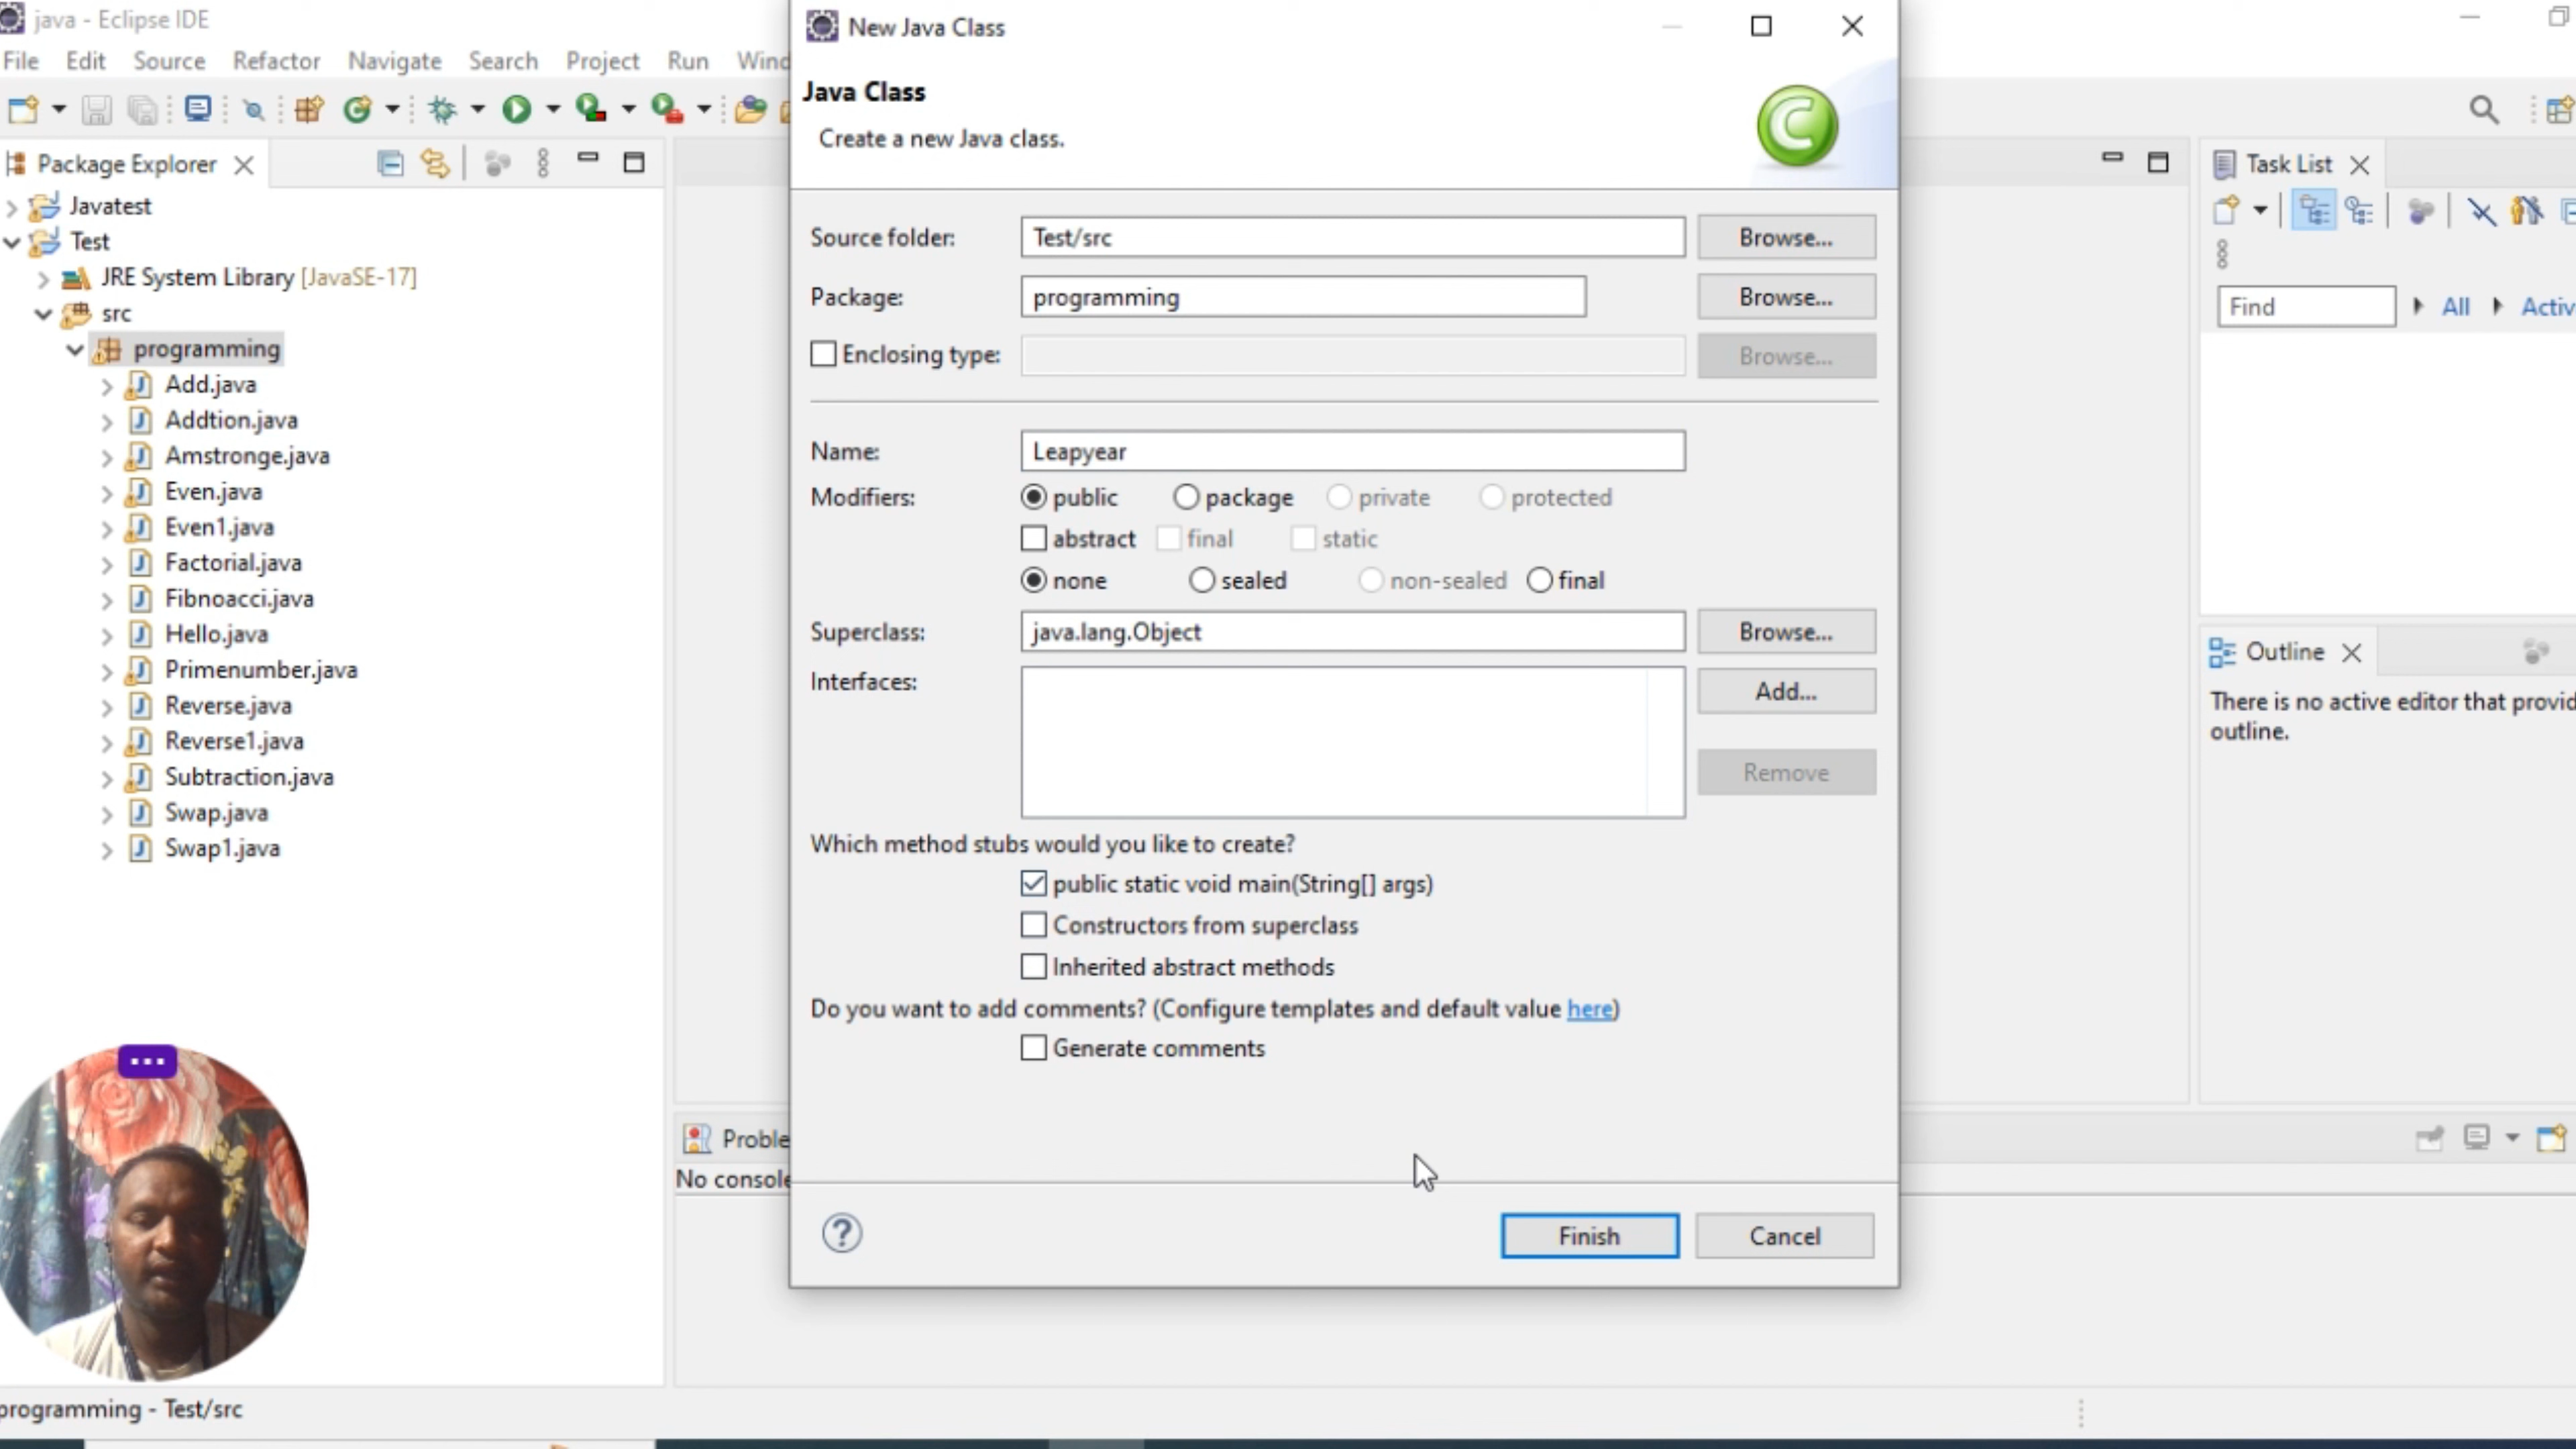 java - Eclipse IDE
File Edit Source Refactor Navigate Search Project Run
Package Explorer
Javatest
Test
JRE System Library [JavaSE-17]
src
programming
Add.java
Addtion.java
Amstronge.java
Even.java
Even1.java
Factorial.java
Fibnoacci.java
Hello.java
Primenumber.java
Reverse.java
Reverse1.java
Subtraction.java
Swap.java
Swap1.java
programming - Test/src
New Java Class
Java Class
Create a new Java class.
Source folder: Test/src Browse...
Package: programming Browse...
Enclosing type: Browse...
Name: Leapyear
Modifiers: public package private protected
abstract final static
none sealed non-sealed final
Superclass: java.lang.Object Browse...
Interfaces: Add...
Remove
Which method stubs would you like to create?
public static void main(String[] args)
Constructors from superclass
Inherited abstract methods
Do you want to add comments? (Configure templates and default value here)
Generate comments
Finish Cancel
Proble
No console
Task List
Find All Activ
Outline
There is no active editor that provid
outline.